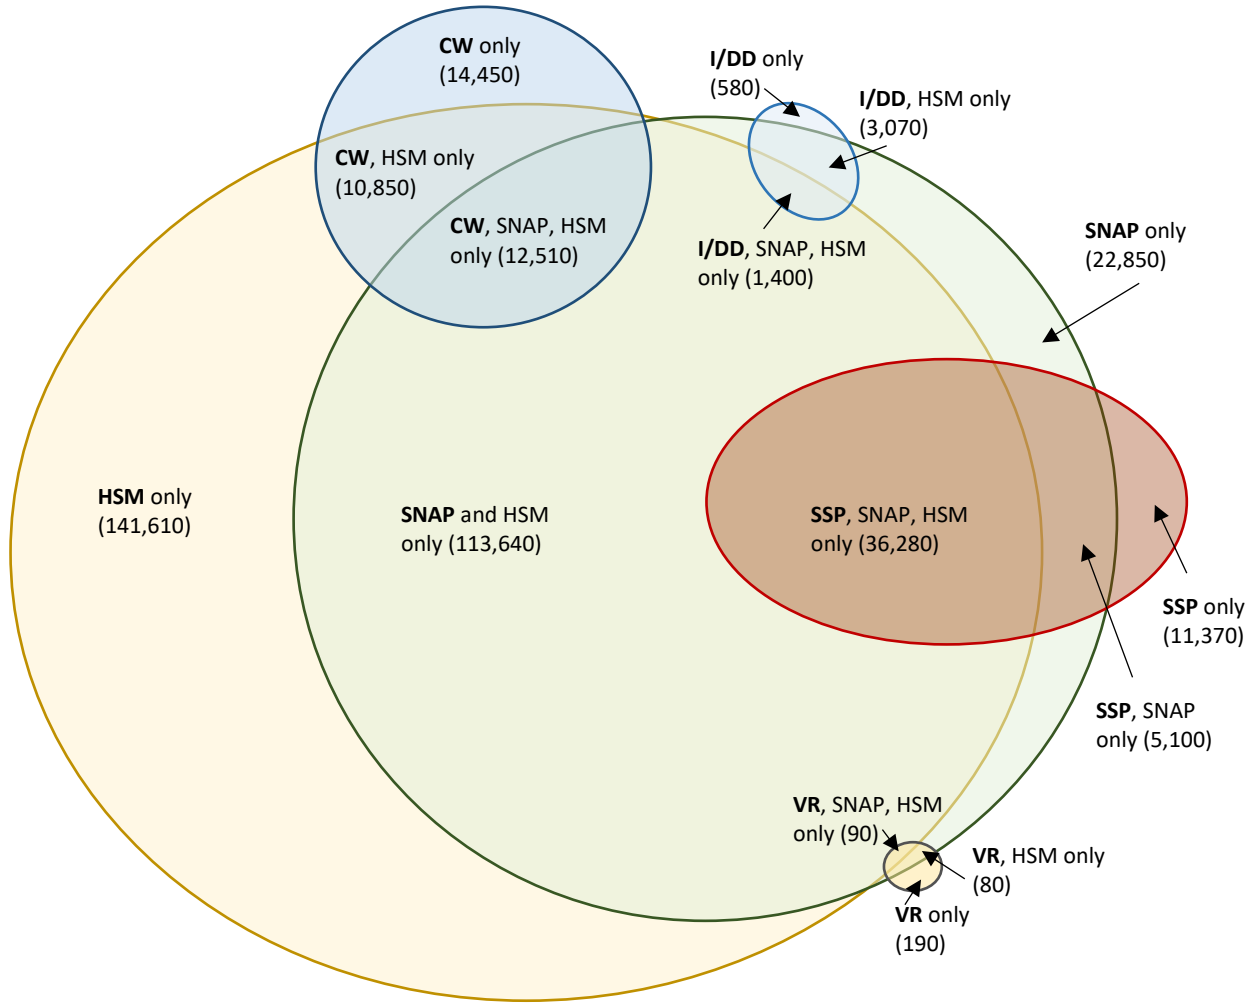 CW only
(14,450)
I/DD only
(580)
I/DD, HSM only
(3,070)
CW, HSM only
(10,850)
CW, SNAP, HSM
only (12,510)
I/DD, SNAP, HSM
only (1,400)
SNAP only
(22,850)
HSM only
(141,610)
SNAP and HSM
only (113,640)
SSP, SNAP, HSM
only (36,280)
SSP only
(11,370)
SSP, SNAP
only (5,100)
VR, SNAP, HSM
only (90)
VR, HSM only
(80)
VR only
(190)